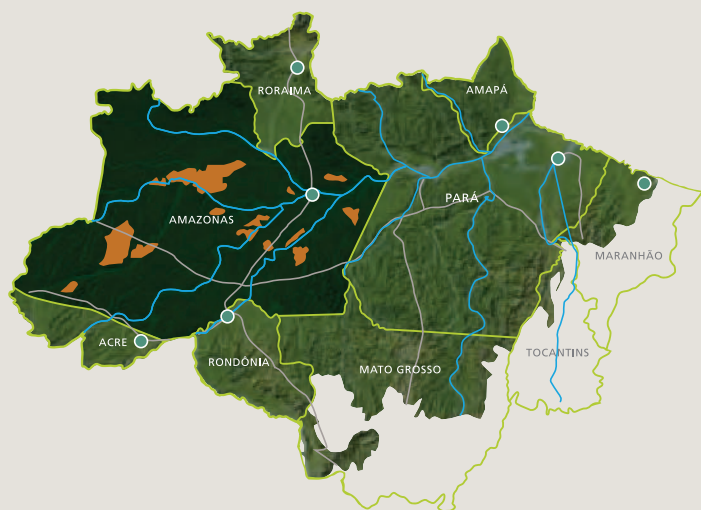 RORAIMA
AMAPÁ
AMAZONAS
PARÁ
MARANHÃO
ACRE
RONDÔNIA
MATO GROSSO
TOCANTINS